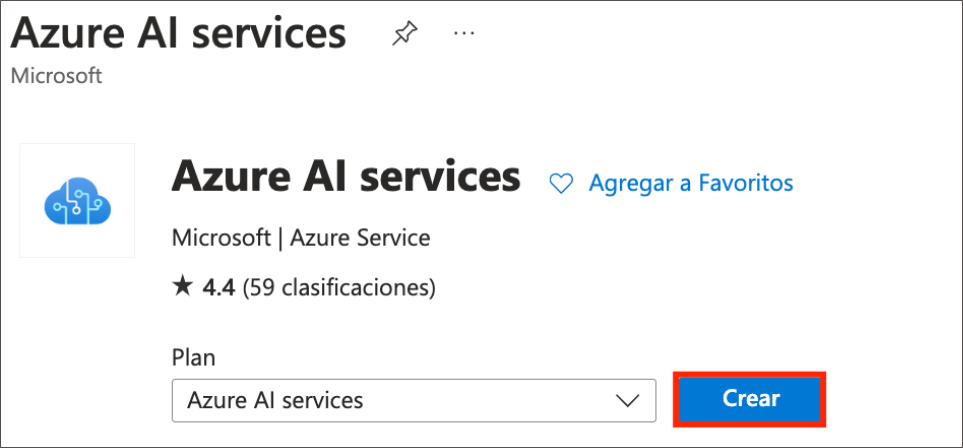 Azure AI services
Microsoft
Azure AI services
Agregar a Favoritos
Microsoft | Azure Service
★ 4.4 (59 clasificaciones)
Plan
Azure AI services
Crear